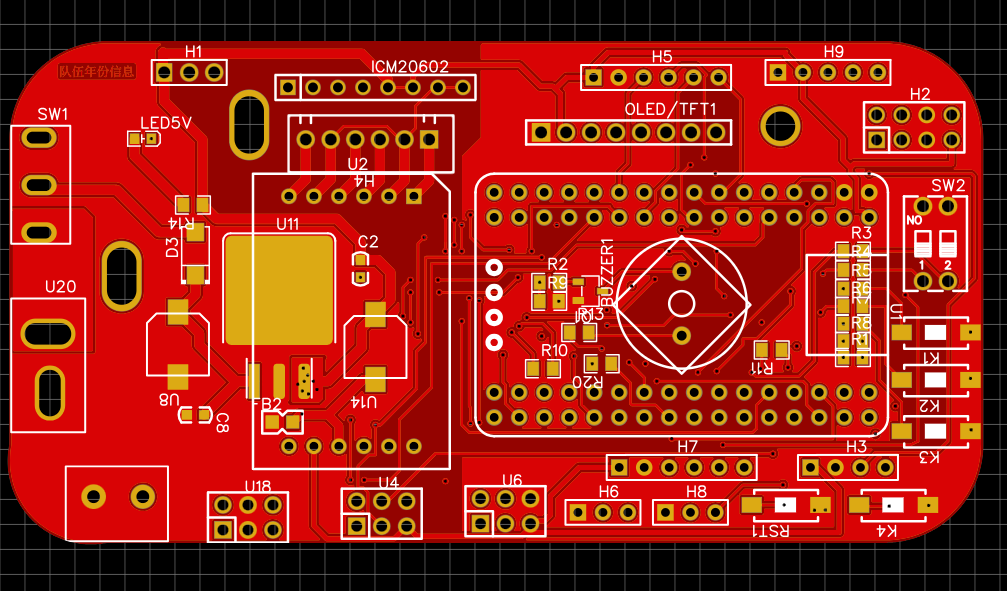 H1
ICM20602
H5
H9
队伍年份信息
SW1
LED5V
OLED/TFT1
H2
U2
H4
R14
D3
U11
C2
SW2
NO
1 2
R3
R4
R5
R6
R7
R8
R1
U20
R2
R9
BUZZER1
R13
R10
R20
R11
K1
K2
K3
U8
C8
FB2
U14
H7
H3
U18
U4
U6
H6
H8
RST1
K4